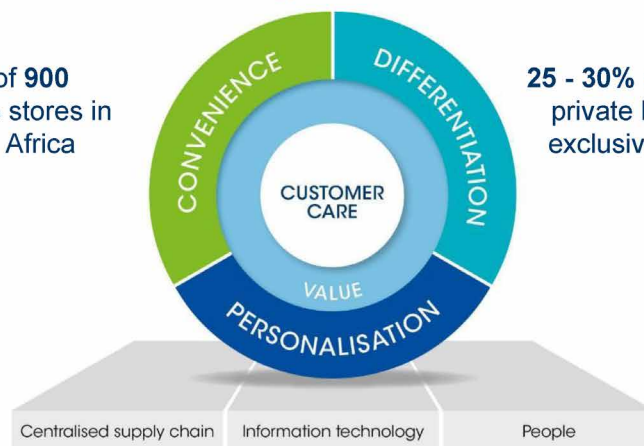 of 900
stores in
Africa
CONVENIENCE
DIFFERENTIATION
25 - 30%
private
exclusiv
CUSTOMER
CARE
VALUE
PERSONALISATION
Centralised supply chain
Information technology
People